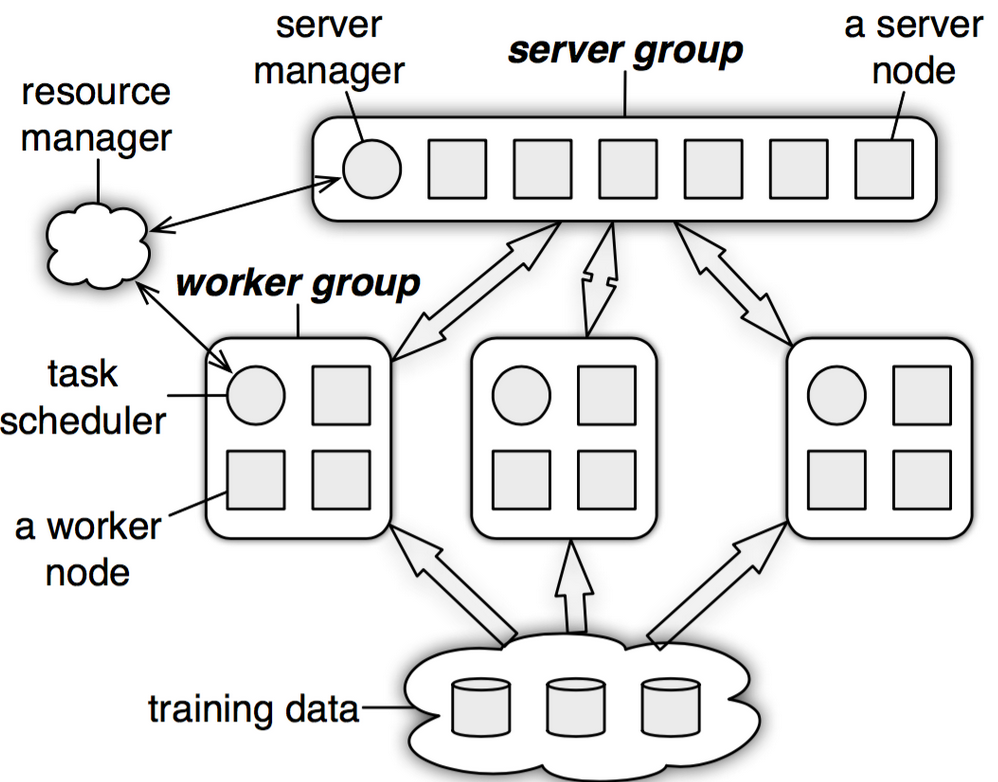 server
manager
server group
a server
node
resource
manager
worker group
task
scheduler
a worker
node
training data